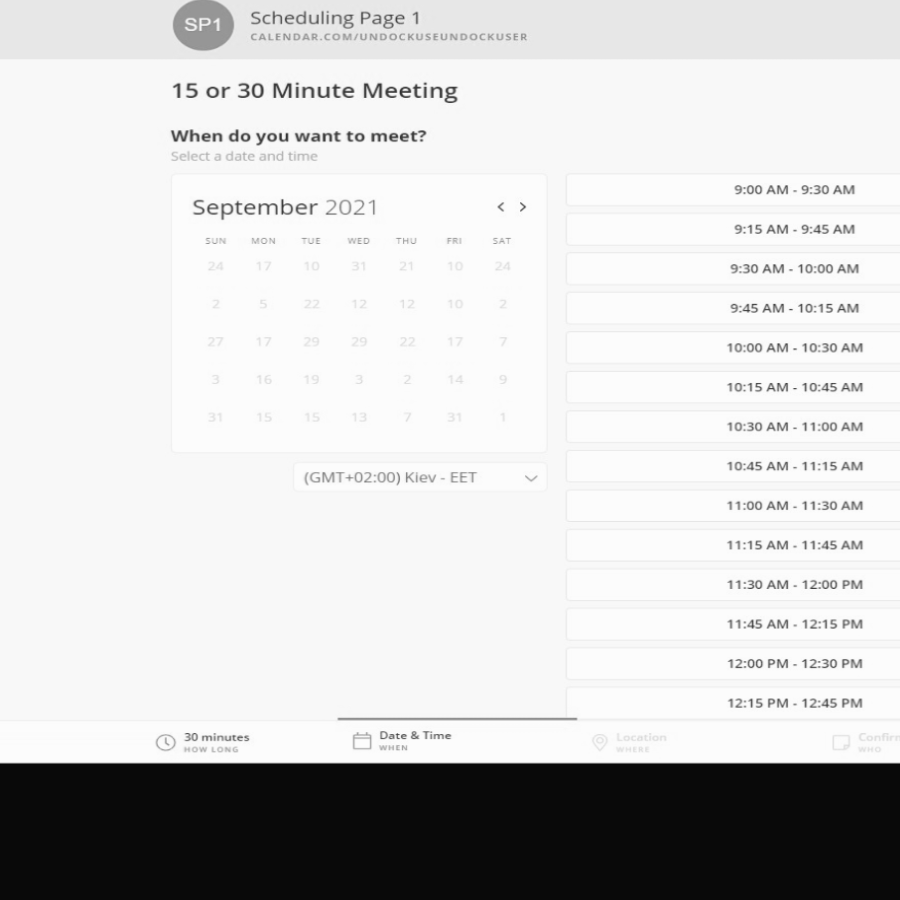 SP1
Scheduling Page 1
CALENDAR.COM/UNDOCKUSEUNDOCKUSER
15 or 30 Minute Meeting
When do you want to meet?
Select a date and time
September 2021
SUN MON TUE WED THU FRI SAT
24 17 10 31 21 10 24
2 5 22 12 12 10 2
27 17 29 29 22 17 7
3 16 19 3 2 14 9
31 15 15 13 7 31 1
(GMT+02:00) Kiev - EET
9:00 AM - 9:30 AM
9:15 AM - 9:45 AM
9:30 AM - 10:00 AM
9:45 AM - 10:15 AM
10:00 AM - 10:30 AM
10:15 AM - 10:45 AM
10:30 AM - 11:00 AM
10:45 AM - 11:15 AM
11:00 AM - 11:30 AM
11:15 AM - 11:45 AM
11:30 AM - 12:00 PM
11:45 AM - 12:15 PM
12:00 PM - 12:30 PM
12:15 PM - 12:45 PM
30 minutes
HOW LONG
Date & Time
WHEN
Location
WHERE
Confir
WHO